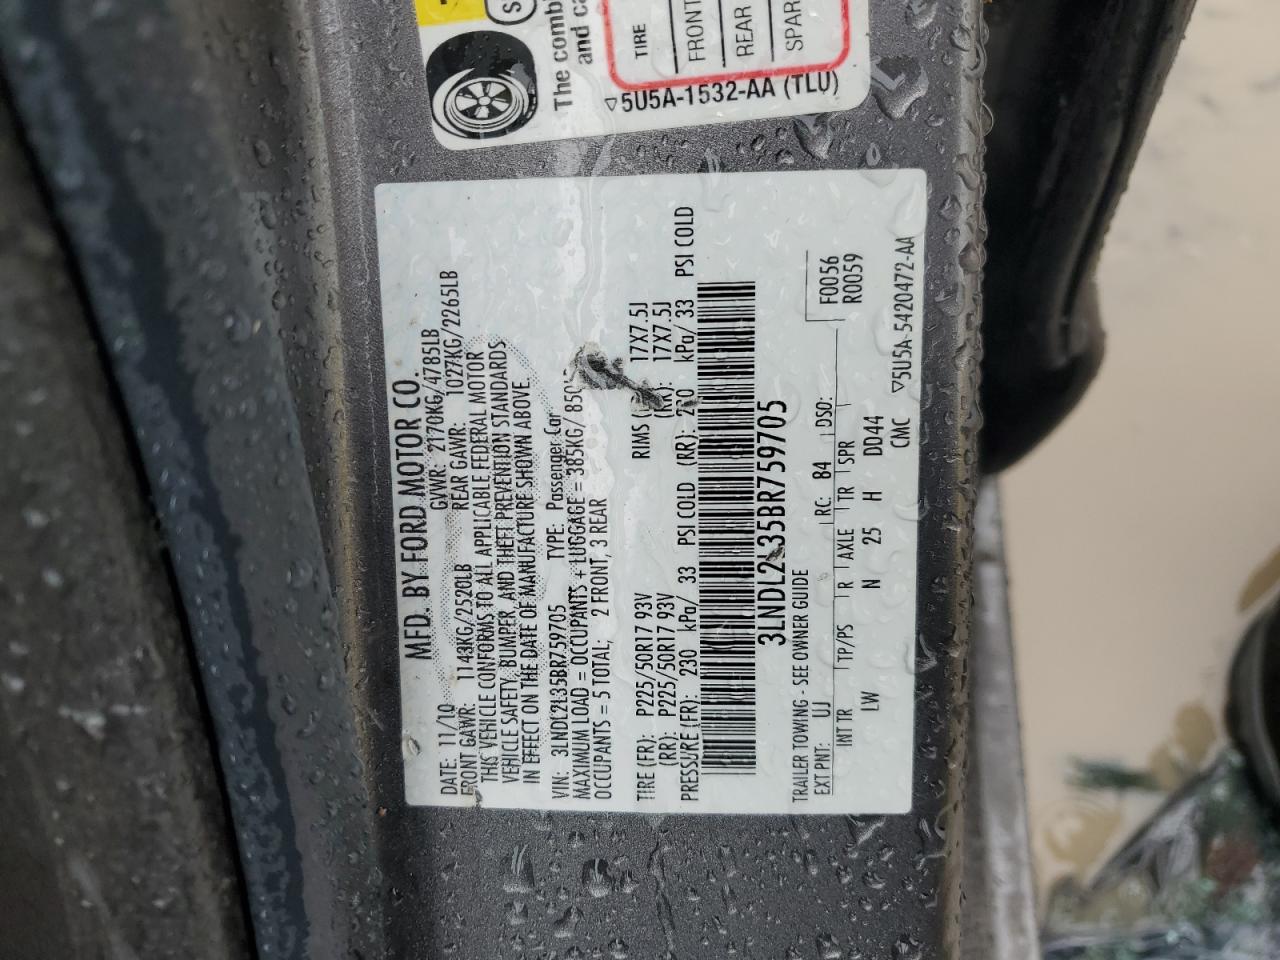 The comb
and ca
TIRE
FRONT
REAR
SPAR
5U5A-1532-AA (TLU)
MFD. BY FORD MOTOR CO.
DATE: 11/10 GVWR: 2170KG/4785LB
FRONT GAWR: 1143KG/2520LB REAR GAWR: 1027KG/2265LB
THIS VEHICLE CONFORMS TO ALL APPLICABLE FEDERAL MOTOR
VEHICLE SAFETY, BUMPER, AND THEFT PREVENTION STANDARDS
IN EFFECT ON THE DATE OF MANUFACTURE SHOWN ABOVE.
VIN: 3LNDL2L35BR759705 TYPE: Passenger Car
MAXIMUM LOAD = OCCUPANTS + LUGGAGE = 385KG/ 850
OCCUPANTS = 5 TOTAL; 2 FRONT, 3 REAR
TIRE (FR): P225/50R17 93V RIMS 17X7.5J
(RR): P225/50R17 93V (RR): 17X7.5J
PRESSURE (FR): 230 kPa/ 33 PSI COLD (RR): kPa/ 33 PSI COLD
3LNDL2L35BR759705
TRAILER TOWING - SEE OWNER GUIDE
EXT PNT: UJ RC: 84 DSO: F0056
R0059
INT TR TP/PS R AXLE TR SPR
LW N 25 H DD44
CMC 5U5A-5420472-AA